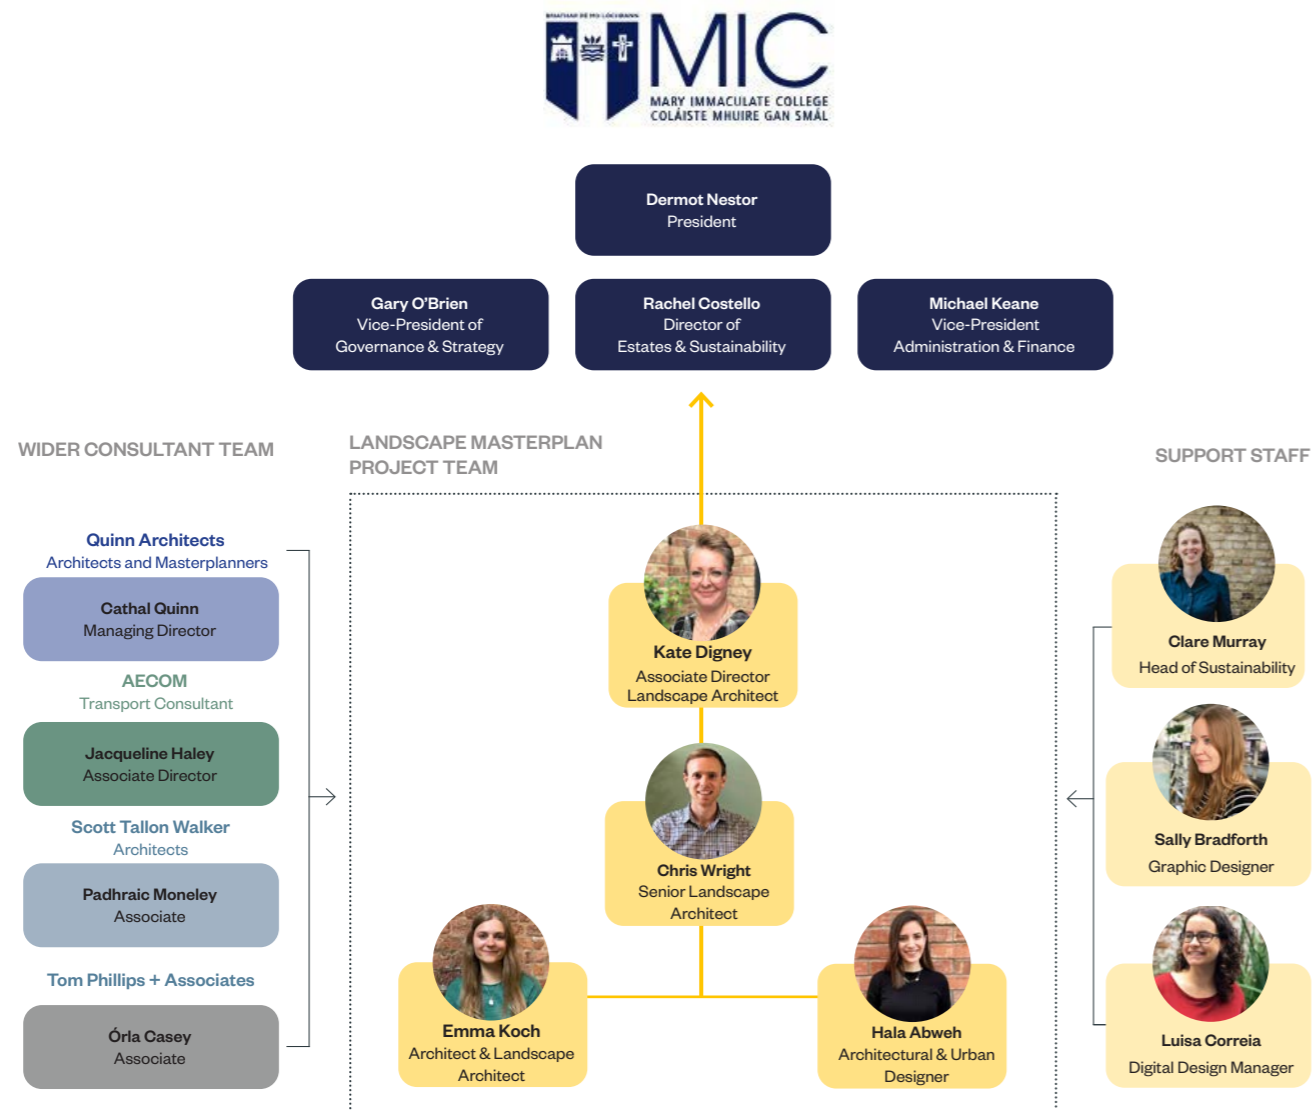 BRIATHAR DÉ MO LÓCHRANN
MIC
MARY IMMACULATE COLLEGE
COLÁISTE MHUIRE GAN SMÁL
Dermot Nestor
President
Gary O'Brien
Vice-President of
Governance & Strategy
Rachel Costello
Director of
Estates & Sustainability
Michael Keane
Vice-President
Administration & Finance
WIDER CONSULTANT TEAM
Quinn Architects
Architects and Masterplanners
Cathal Quinn
Managing Director
AECOM
Transport Consultant
Jacqueline Haley
Associate Director
Scott Tallon Walker
Architects
Padhraic Moneley
Associate
Tom Phillips + Associates
Órla Casey
Associate
LANDSCAPE MASTERPLAN
PROJECT TEAM
Kate Digney
Associate Director
Landscape Architect
Chris Wright
Senior Landscape
Architect
Emma Koch
Architect & Landscape
Architect
Hala Abweh
Architectural & Urban
Designer
SUPPORT STAFF
Clare Murray
Head of Sustainability
Sally Bradforth
Graphic Designer
Luisa Correia
Digital Design Manager